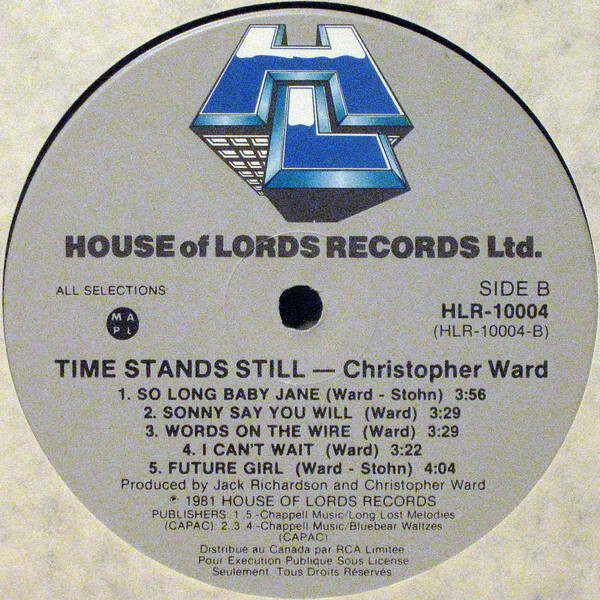 HL
HOUSE of LORDS RECORDS Ltd.
ALL SELECTIONS:
M A
P L
SIDE B
HLR-10004
(HLR-10004-B)
TIME STANDS STILL — Christopher Ward
1. SO LONG BABY JANE (Ward - Stohn) 3:56
2. SONNY SAY YOU WILL (Ward) 3:29
3. WORDS ON THE WIRE (Ward) 3:29
4. I CAN'T WAIT (Ward) 3:22
5. FUTURE GIRL (Ward - Stohn) 4:04
Produced by Jack Richardson and Christopher Ward
℗ 1981 HOUSE OF LORDS RECORDS
PUBLISHERS: 1,5-Chappell Music/Long Lost Melodies
(CAPAC) 2,3,4-Chappell Music/Bluebear Waltzes
(CAPAC)
Distribué au Canada par RCA Limitée
Pour Execution Publique Sous License
Seulement. Tous Droits Réservés